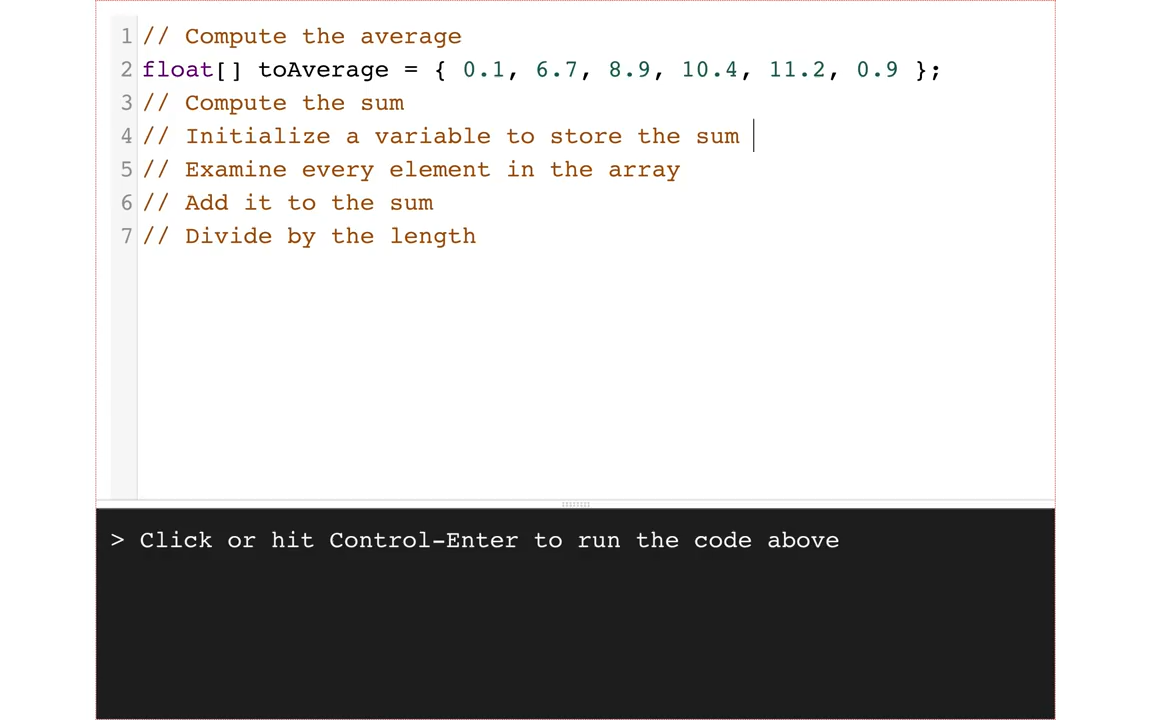 1 // Compute the average
2 float[] toAverage = { 0.1, 6.7, 8.9, 10.4, 11.2, 0.9 };
3 // Compute the sum
4 // Initialize a variable to store the sum
5 // Examine every element in the array
6 // Add it to the sum
7 // Divide by the length
> Click or hit Control-Enter to run the code above